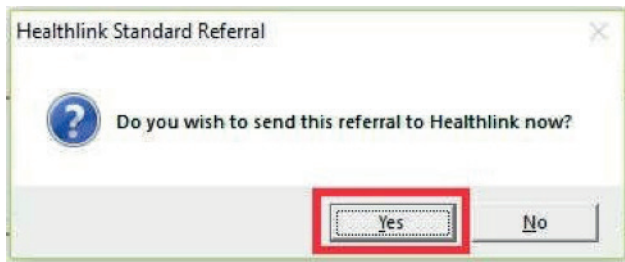 Healthlink Standard Referral
Do you wish to send this referral to Healthlink now?
Yes
No